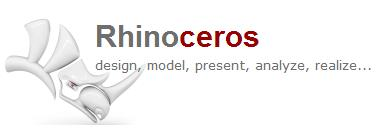 Rhinoceros
design, model, present, analyze, realize...